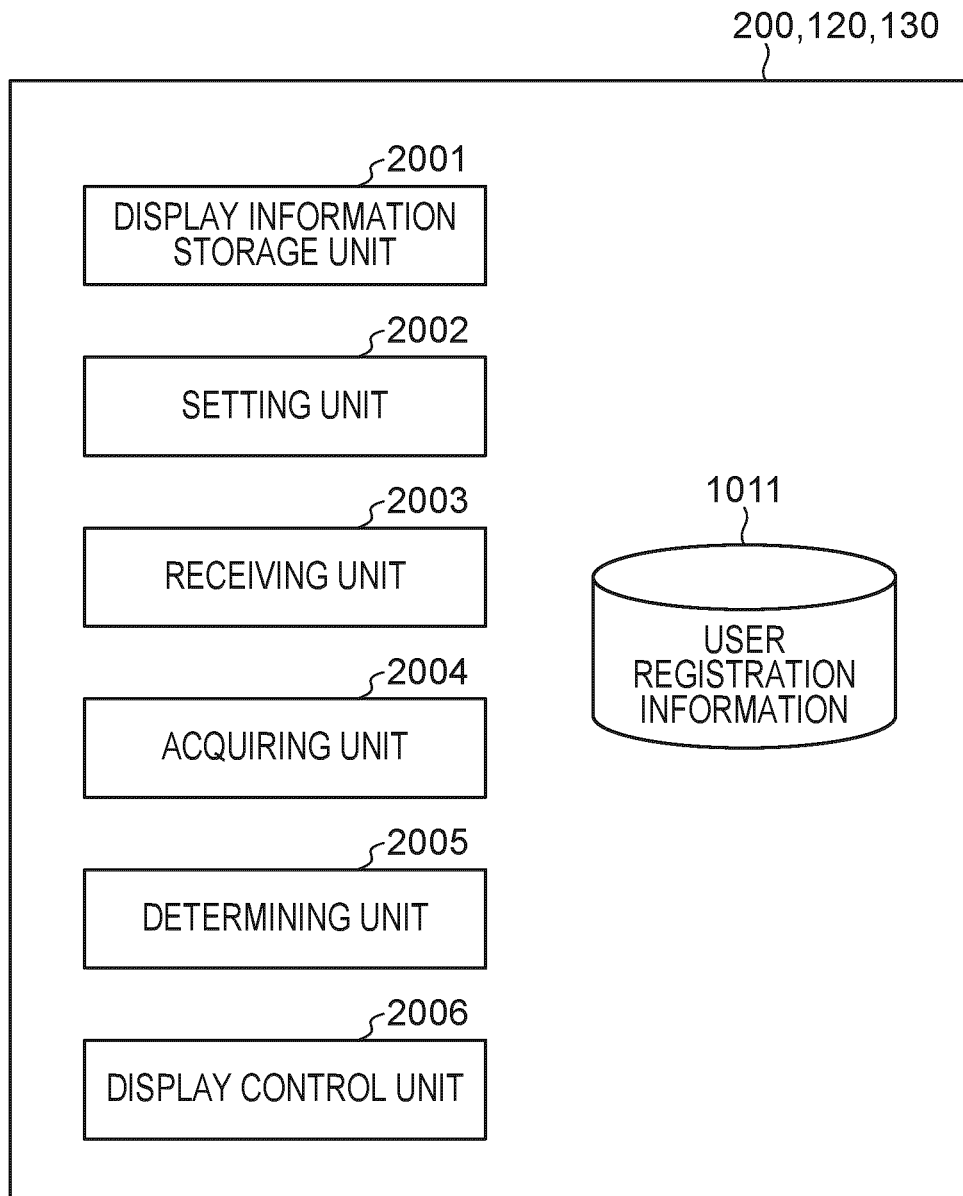 200,120,130
2001
DISPLAY INFORMATION
STORAGE UNIT
2002
SETTING UNIT
2003
RECEIVING UNIT
2004
ACQUIRING UNIT
2005
DETERMINING UNIT
2006
DISPLAY CONTROL UNIT
1011
USER
REGISTRATION
INFORMATION